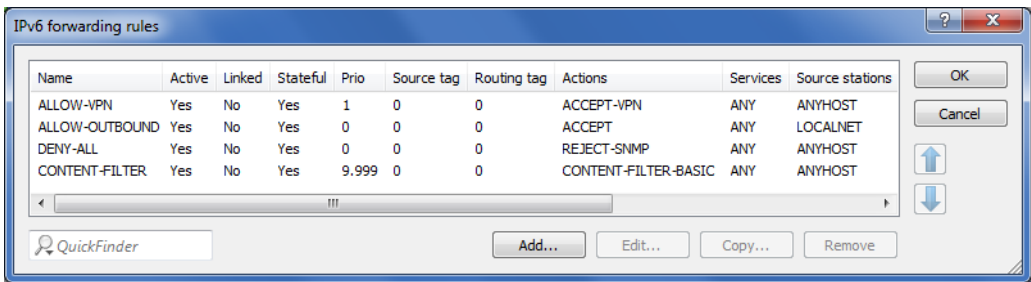 IPv6 forwarding rules
Name Active Linked Stateful Prio Source tag Routing tag Actions Services Source stations
ALLOW-VPN Yes No Yes 1 0 0 ACCEPT-VPN ANY ANYHOST
ALLOW-OUTBOUND Yes No Yes 0 0 0 ACCEPT ANY LOCALNET
DENY-ALL Yes No Yes 0 0 0 REJECT-SNMP ANY ANYHOST
CONTENT-FILTER Yes No Yes 9.999 0 0 CONTENT-FILTER-BASIC ANY ANYHOST
OK
Cancel
QuickFinder
Add... Edit... Copy... Remove